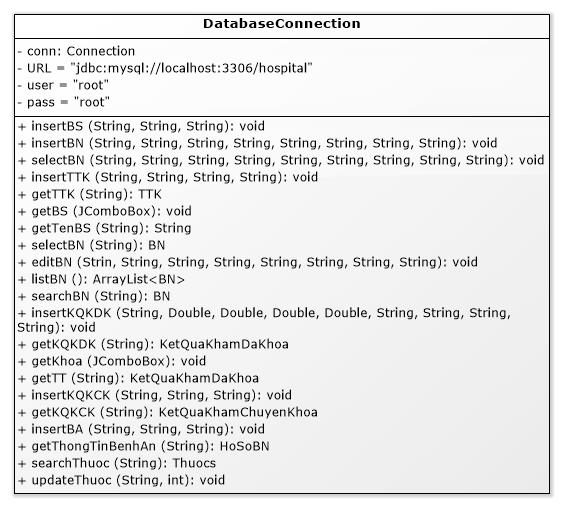 DatabaseConnection
- conn: Connection
- URL = "jdbc:mysql://localhost:3306/hospital"
- user = "root"
- pass = "root"
+ insertBS (String, String, String): void
+ insertBN (String, String, String, String, String, String, String, String): void
+ selectBN (String, String, String, String, String, String, String, String, String): void
+ insertTTK (String, String, String, String): void
+ getTTK (String): TTK
+ getBS (JComboBox): void
+ getTenBS (String): String
+ selectBN (String): BN
+ editBN (Strin, String, String, String, String, String, String, String): void
+ listBN (): ArrayList<BN>
+ searchBN (String): BN
+ insertKQKDK (String, Double, Double, Double, Double, String, String, String,
String): void
+ getKQKDK (String): KetQuaKhamDaKhoa
+ getKhoa (JComboBox): void
+ getTT (String): KetQuaKhamDaKhoa
+ insertKQKCK (String, String, String): void
+ getKQKCK (String): KetQuaKhamChuyenKhoa
+ insertBA (String, String, String): void
+ getThongTinBenhAn (String): HoSoBN
+ searchThuoc (String): Thuocs
+ updateThuoc (String, int): void